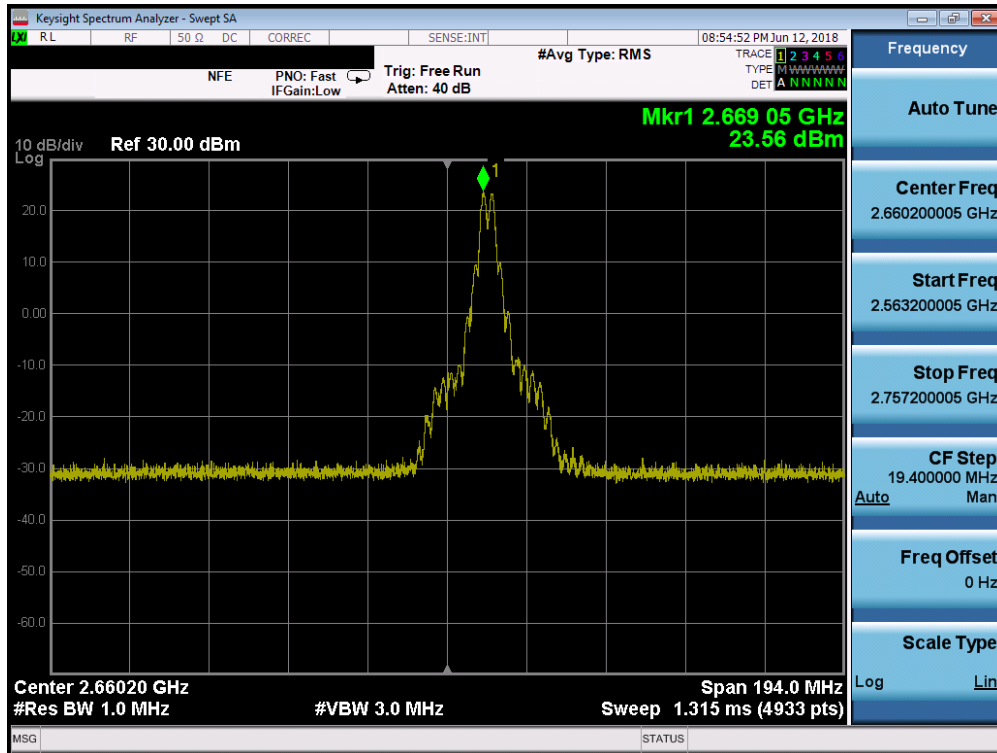 Keysight Spectrum Analyzer - Swept SA
LXI RL RF 50 Ω DC CORREC SENSE:INT 08:54:52 PM Jun 12, 2018
#Avg Type: RMS
TRACE 1 2 3 4 5 6
TYPE M W W W W W
DET A N N N N N
NFE
PNO: Fast
IFGain:Low
Trig: Free Run
Atten: 40 dB
Mkr1 2.669 05 GHz
23.56 dBm
10 dB/div Ref 30.00 dBm
Log
1
20.0
10.0
0.00
-10.0
-20.0
-30.0
-40.0
-50.0
-60.0
Center 2.66020 GHz Span 194.0 MHz
#Res BW 1.0 MHz #VBW 3.0 MHz Sweep 1.315 ms (4933 pts)
MSG STATUS
Frequency
Auto Tune
Center Freq
2.660200005 GHz
Start Freq
2.563200005 GHz
Stop Freq
2.757200005 GHz
CF Step
19.400000 MHz
Auto Man
Freq Offset
0 Hz
Scale Type
Log Lin